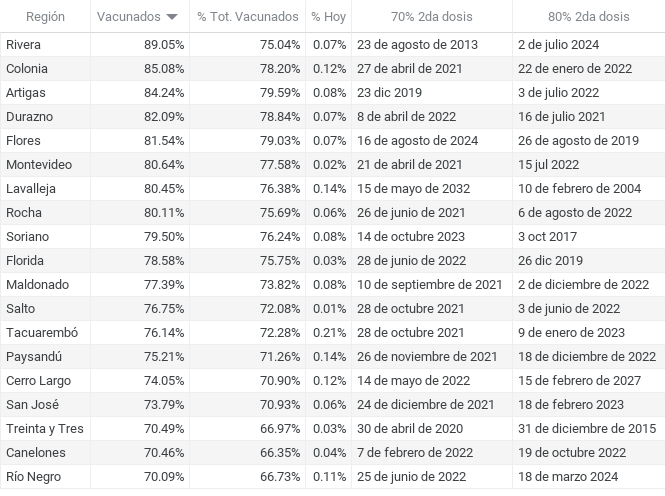 Región Vacunados % Tot. Vacunados % Hoy 70% 2da dosis 80% 2da dosis
Rivera 89.05% 75.04% 0.07% 23 de agosto de 2013 2 de julio 2024
Colonia 85.08% 78.20% 0.12% 27 de abril de 2021 22 de enero de 2022
Artigas 84.24% 79.59% 0.08% 23 dic 2019 3 de julio 2022
Durazno 82.09% 78.84% 0.07% 8 de abril de 2022 16 de julio 2021
Flores 81.54% 79.03% 0.07% 16 de agosto de 2024 26 de agosto de 2019
Montevideo 80.64% 77.58% 0.02% 21 de abril de 2021 15 jul 2022
Lavalleja 80.45% 76.38% 0.14% 15 de mayo de 2032 10 de febrero de 2004
Rocha 80.11% 75.69% 0.06% 26 de junio de 2021 6 de agosto de 2022
Soriano 79.50% 76.24% 0.08% 14 de octubre de 2023 3 oct 2017
Florida 78.58% 75.75% 0.03% 28 de junio de 2022 26 dic 2019
Maldonado 77.39% 73.82% 0.08% 10 de septiembre de 2021 2 de diciembre de 2022
Salto 76.75% 72.08% 0.01% 28 de octubre de 2021 3 de junio de 2022
Tacuarembó 76.14% 72.28% 0.21% 28 de octubre de 2021 9 de enero de 2023
Paysandú 75.21% 71.26% 0.14% 26 de noviembre de 2021 18 de diciembre de 2022
Cerro Largo 74.05% 70.90% 0.12% 14 de mayo de 2022 15 de febrero de 2027
San José 73.79% 70.93% 0.06% 24 de diciembre de 2021 18 de febrero 2023
Treinta y Tres 70.49% 66.97% 0.03% 30 de abril de 2020 31 de diciembre de 2015
Canelones 70.46% 66.35% 0.04% 7 de febrero de 2022 19 de octubre de 2022
Río Negro 70.09% 66.73% 0.11% 25 de junio de 2022 18 de marzo 2024